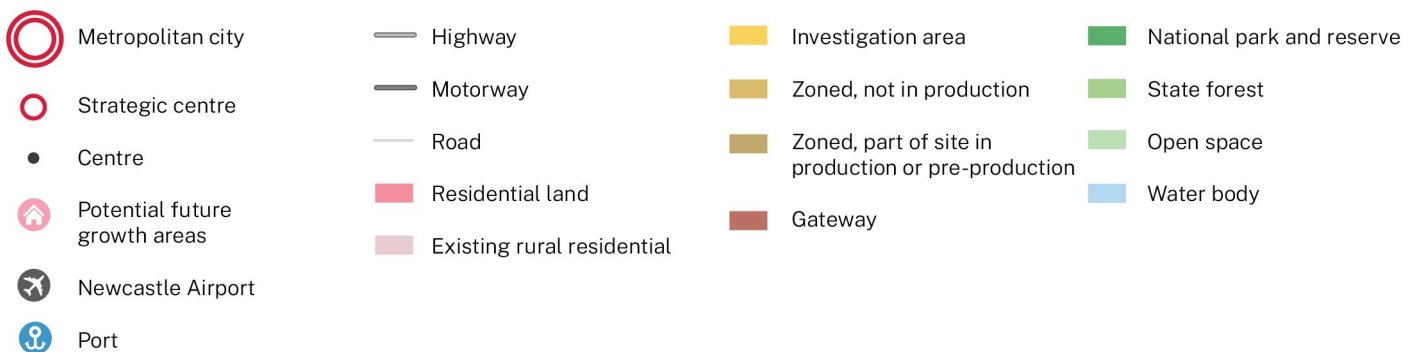 Metropolitan city
Strategic centre
Centre
Potential future
growth areas
Newcastle Airport
Port
Highway
Motorway
Road
Residential land
Existing rural residential
Investigation area
Zoned, not in production
Zoned, part of site in
production or pre-production
Gateway
National park and reserve
State forest
Open space
Water body